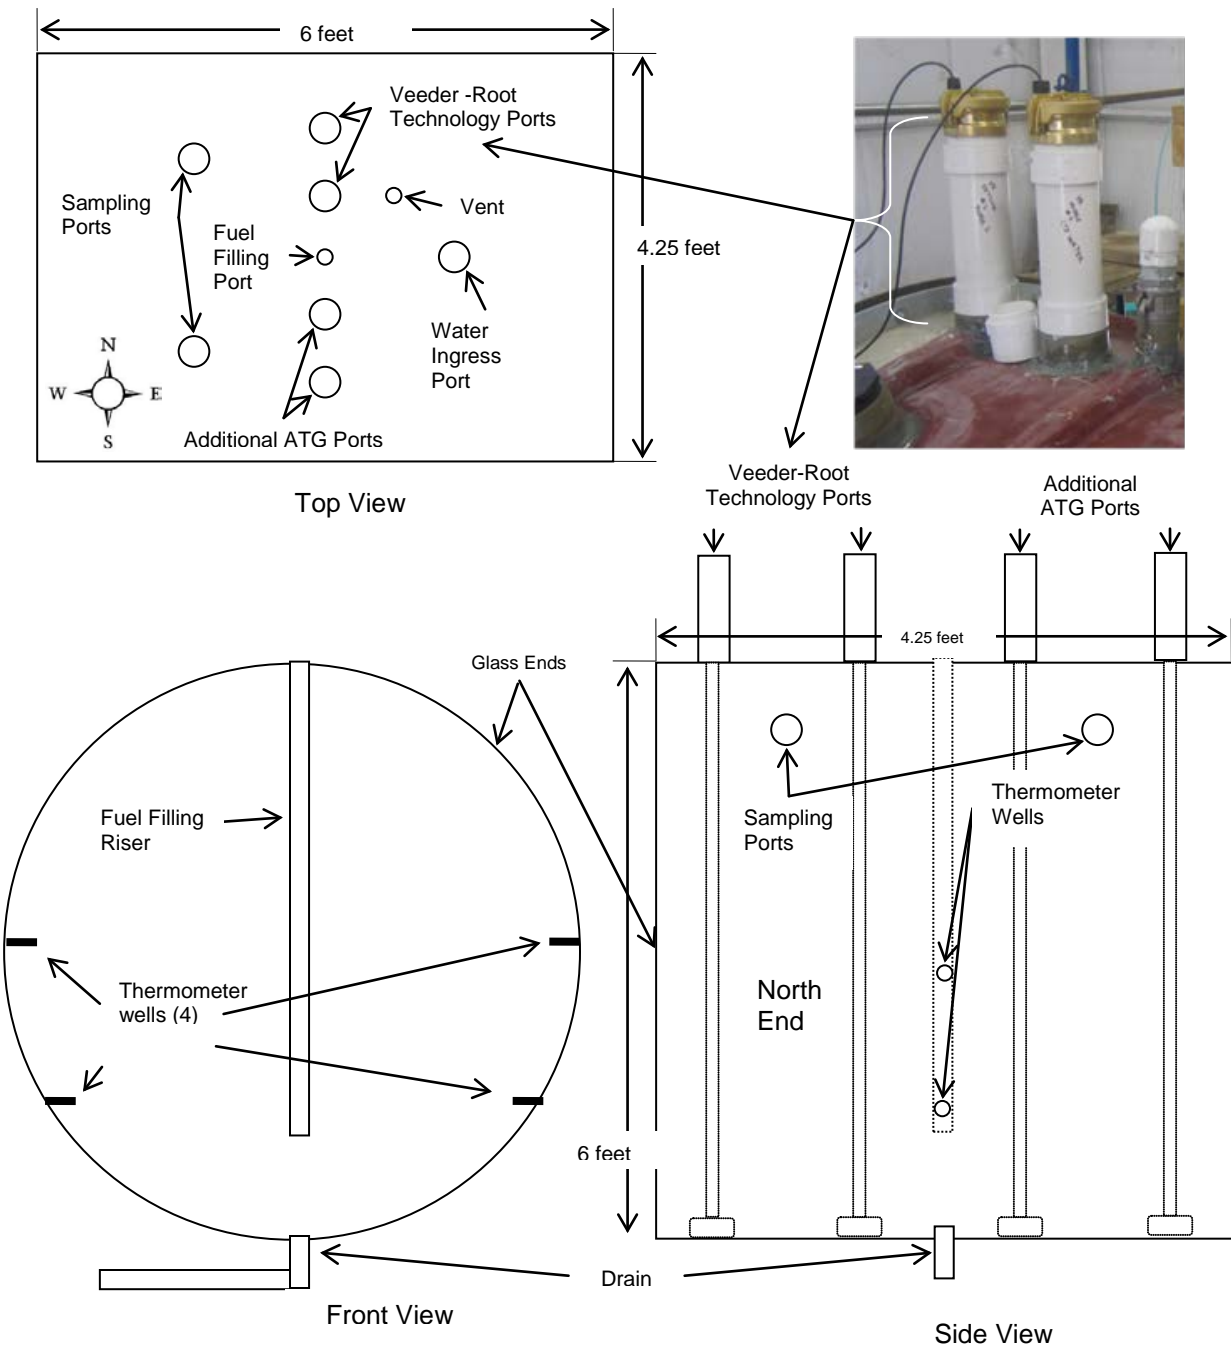 6 feet
Veeder -Root
Technology Ports
Sampling
Ports
Vent
Fuel
Filling
Port
4.25 feet
Water
Ingress
Port
N
W
E
S
Additional ATG Ports
Top View
Veeder-Root
Technology Ports
Additional
ATG Ports
4.25 feet
Glass Ends
Fuel Filling
Riser
Sampling
Ports
Thermometer
Wells
Thermometer
wells (4)
North
End
6 feet
Drain
Front View
Side View